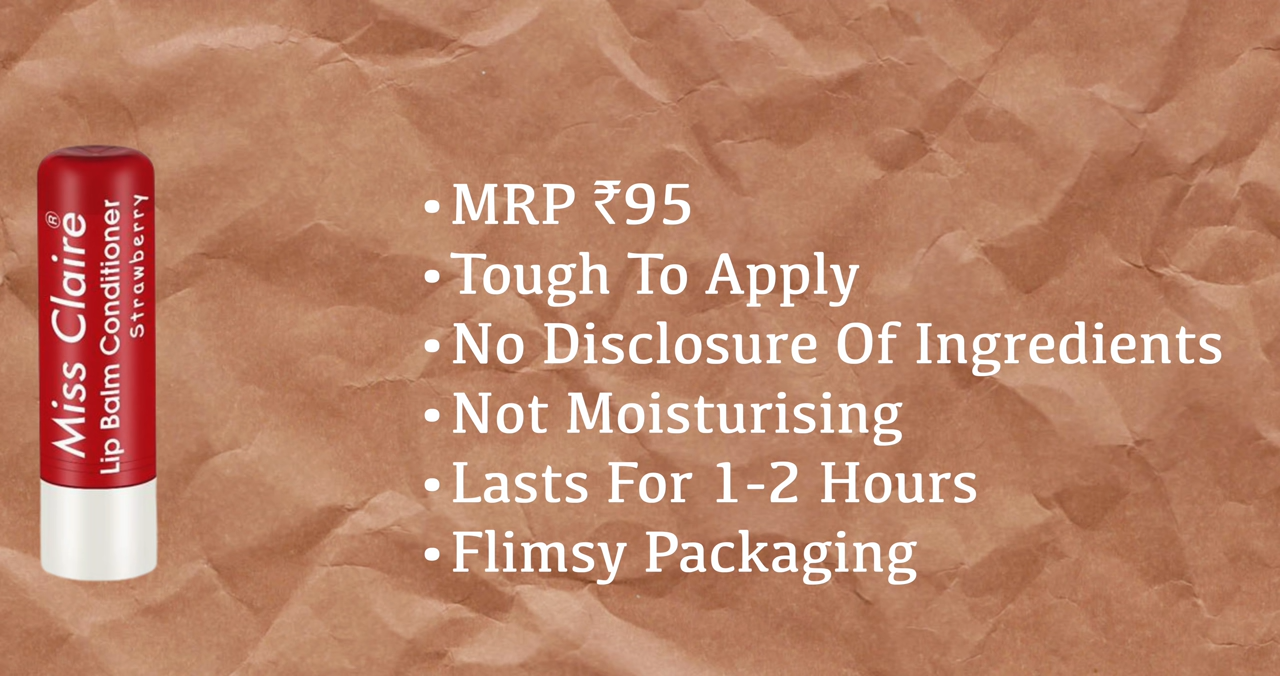 Miss Claire®
Lip Balm Conditioner
Strawberry
• MRP ₹95
• Tough To Apply
• No Disclosure Of Ingredients
• Not Moisturising
• Lasts For 1-2 Hours
• Flimsy Packaging